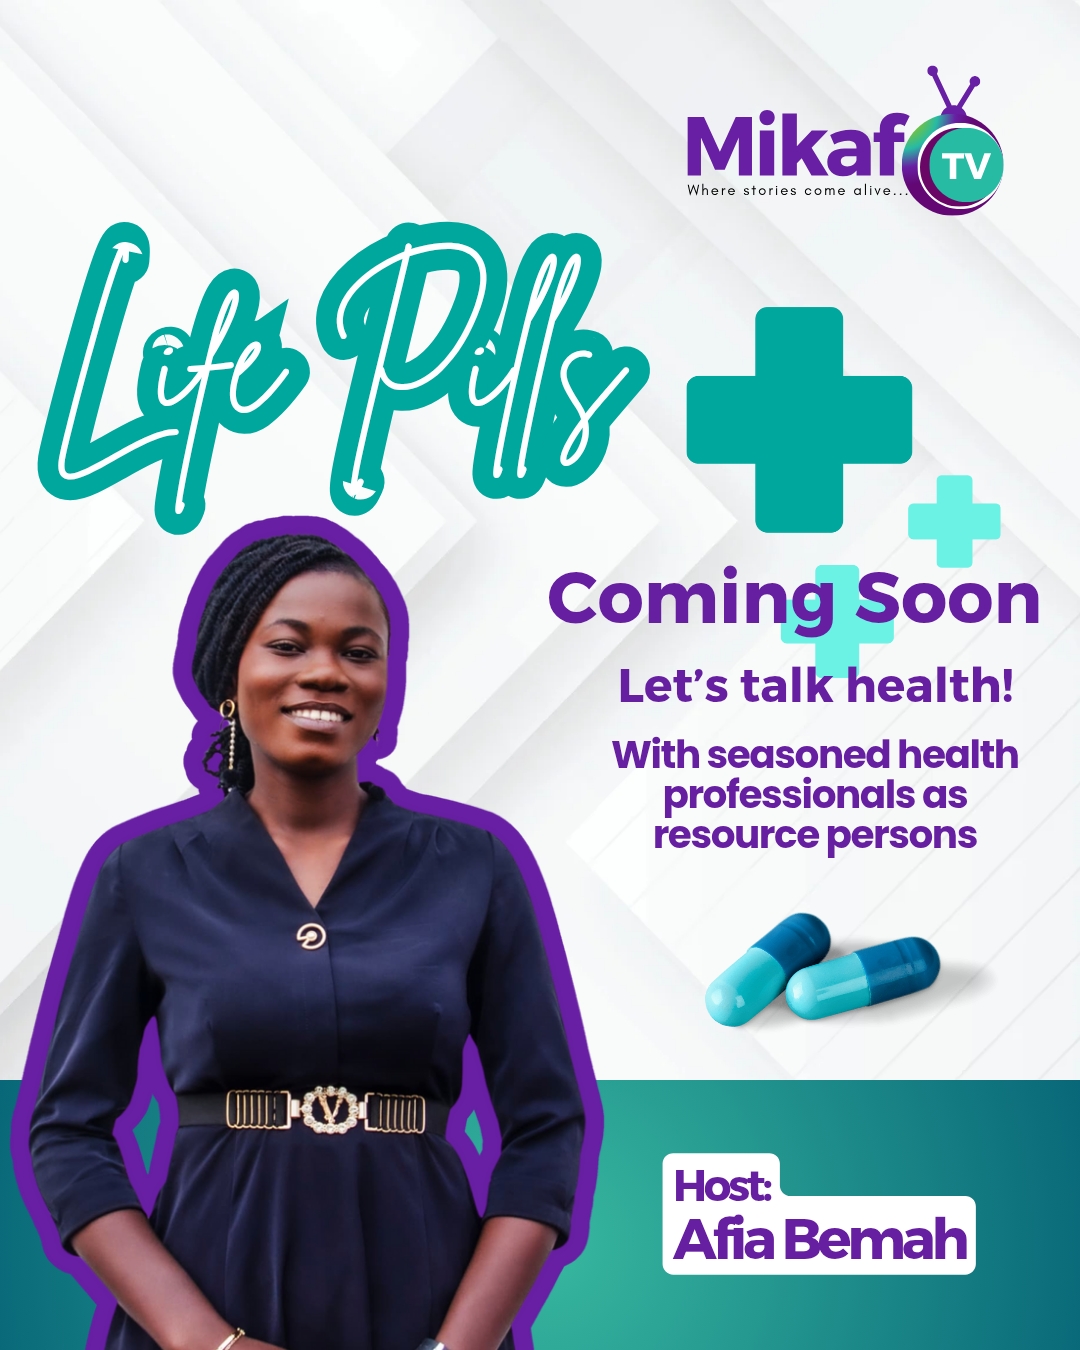 Mikaf TV
Where stories come alive...
Life Pills
Coming Soon
Let’s talk health!
With seasoned health
professionals as
resource persons
Host:
Afia Bemah